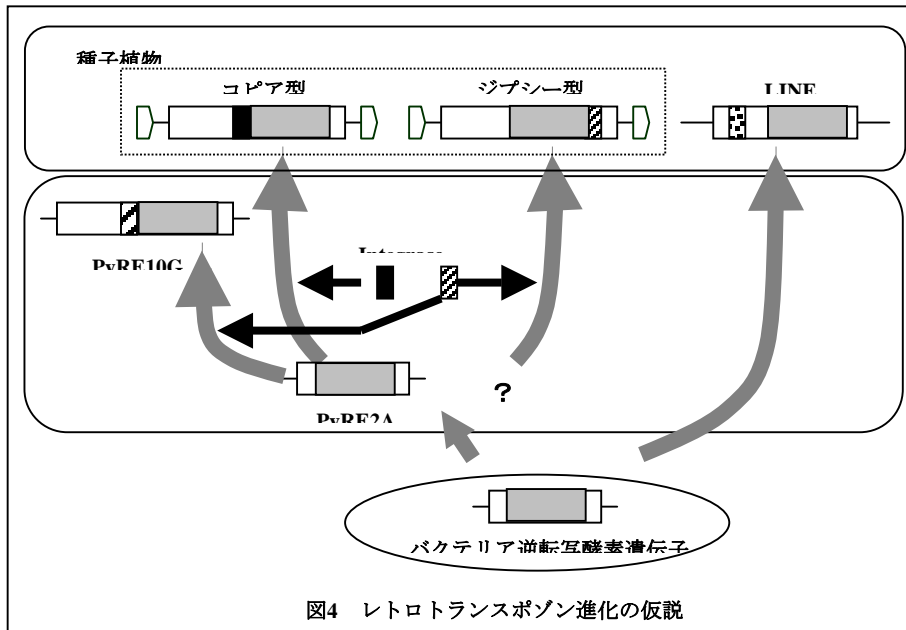 種子植物
コピア型
ジプシー型
LINE
PyRE10G
Integrase
PyRE2A
?
バクテリア逆転写酵素遺伝子
図4 レトロトランスポゾン進化の仮説